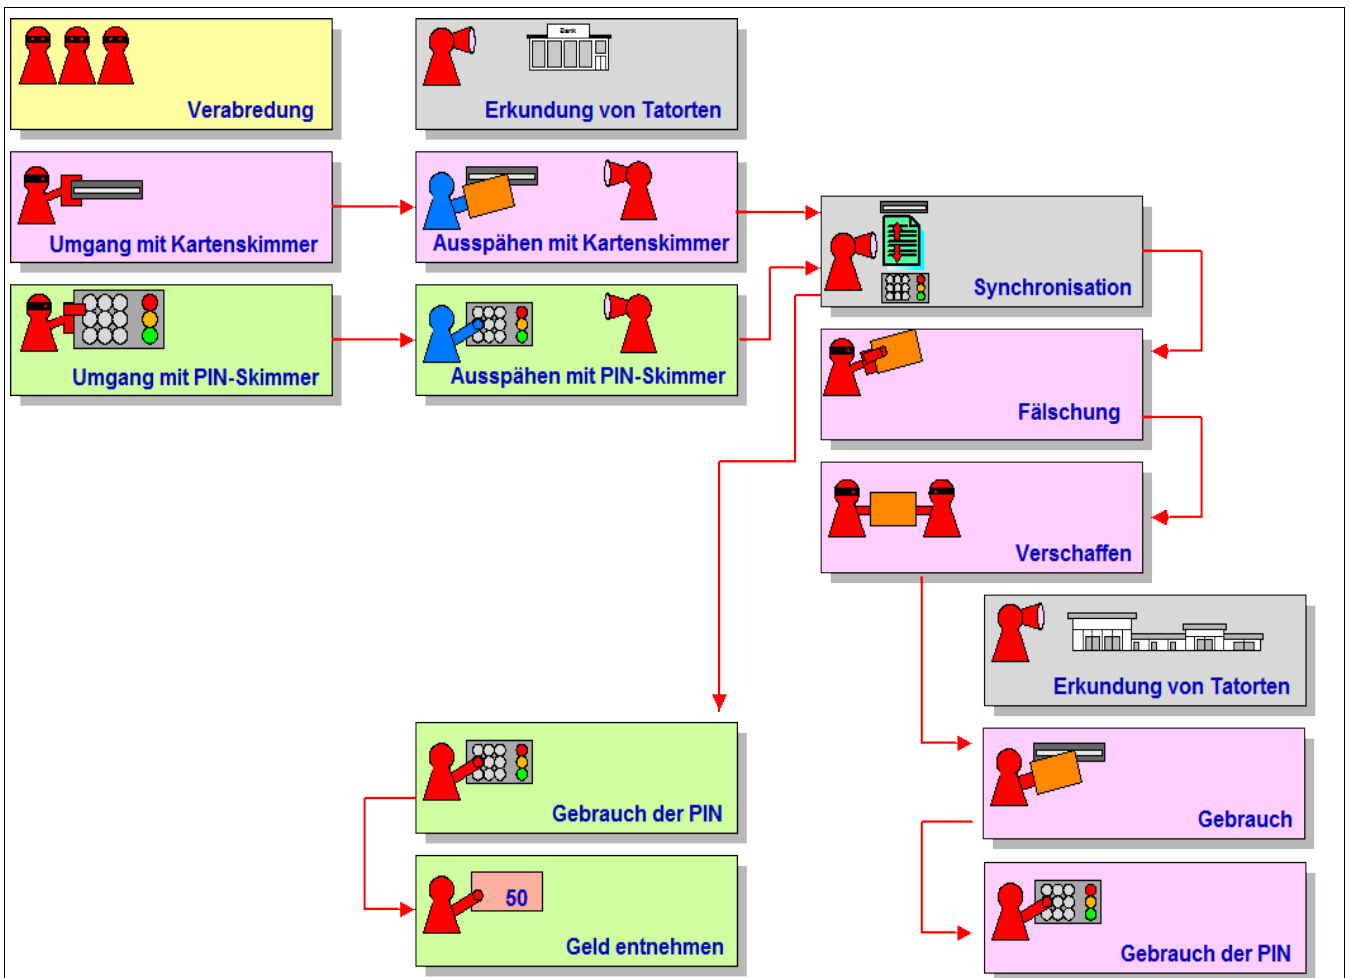 Bank
Verabredung
Erkundung von Tatorten
Umgang mit Kartenskimmer
Ausspähen mit Kartenskimmer
Synchronisation
Umgang mit PIN-Skimmer
Ausspähen mit PIN-Skimmer
Fälschung
Verschaffen
Erkundung von Tatorten
Gebrauch der PIN
Gebrauch
50
Geld entnehmen
Gebrauch der PIN